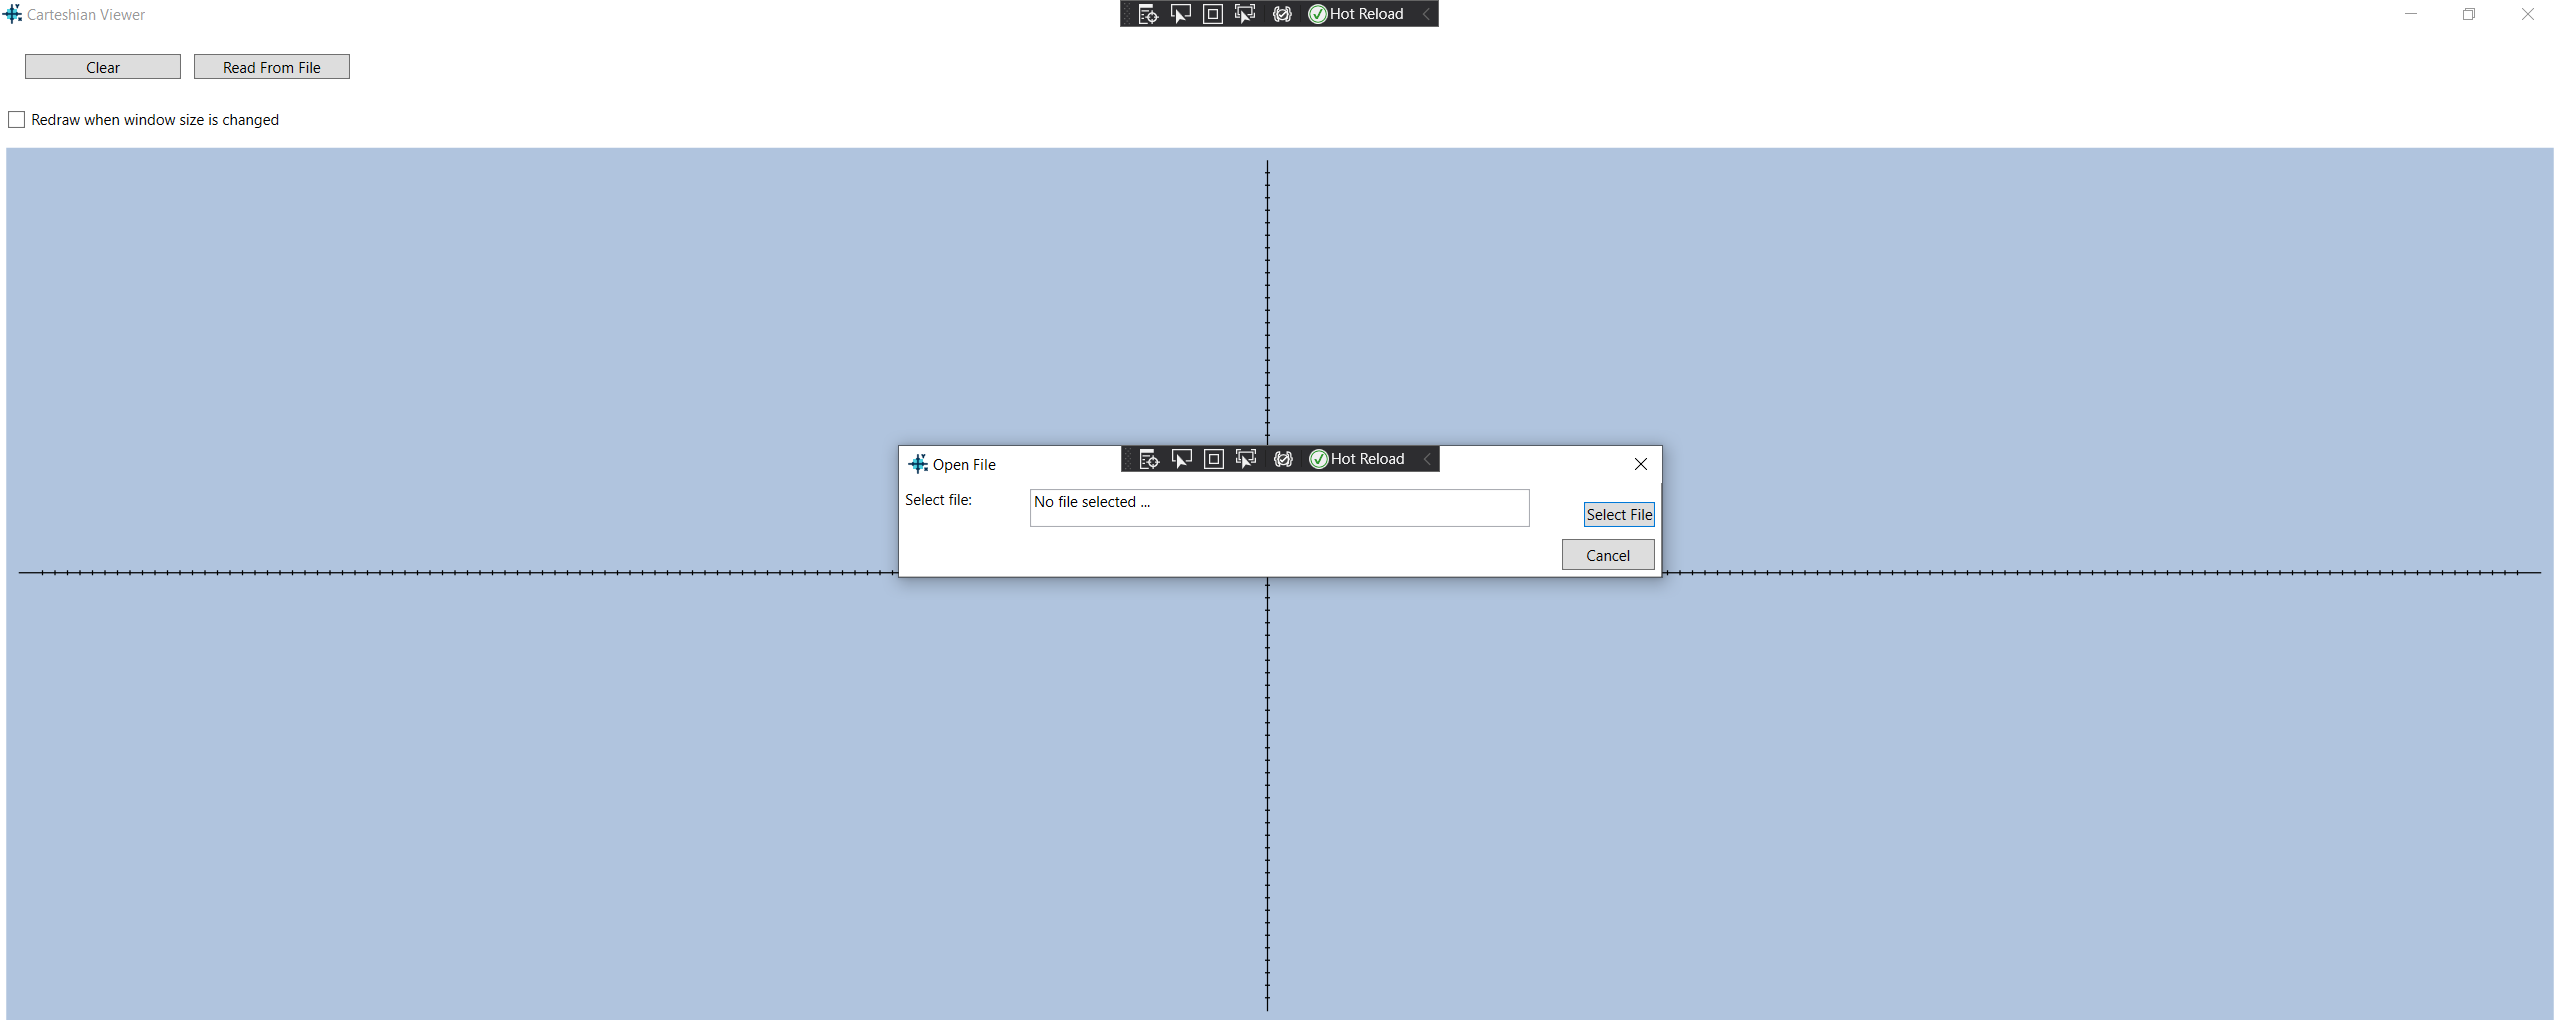 Carteshian Viewer
Hot Reload
Clear
Read From File
Redraw when window size is changed
Open File
Hot Reload
Select file:
No file selected ...
Select File
Cancel